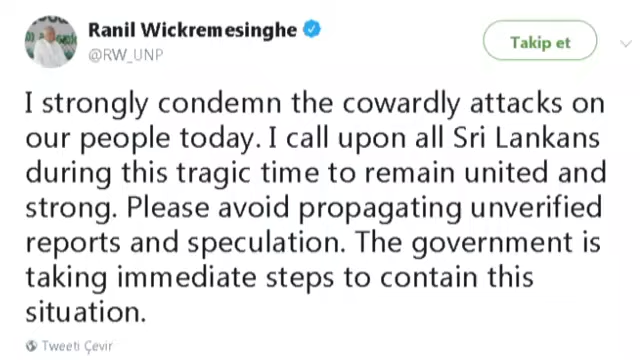 Ranil Wickremesinghe
@RW_UNP
Takip et
I strongly condemn the cowardly attacks on
our people today. I call upon all Sri Lankans
during this tragic time to remain united and
strong. Please avoid propagating unverified
reports and speculation. The government is
taking immediate steps to contain this
situation.
Tweeti Çevir